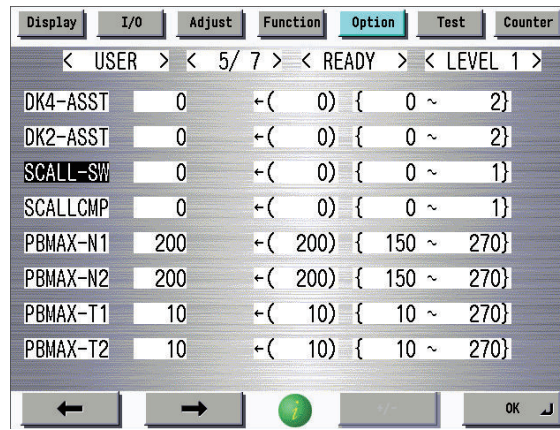 Display I/O Adjust Function Option Test Counter
< USER > < 5/ 7 > < READY > < LEVEL 1 >
DK4-ASST 0 ←( 0) { 0 ~ 2}
DK2-ASST 0 ←( 0) { 0 ~ 2}
SCALL-SW 0 ←( 0) { 0 ~ 1}
SCALLCMP 0 ←( 0) { 0 ~ 1}
PBMAX-N1 200 ←( 200) { 150 ~ 270}
PBMAX-N2 200 ←( 200) { 150 ~ 270}
PBMAX-T1 10 ←( 10) { 10 ~ 270}
PBMAX-T2 10 ←( 10) { 10 ~ 270}
← → i +/- OK